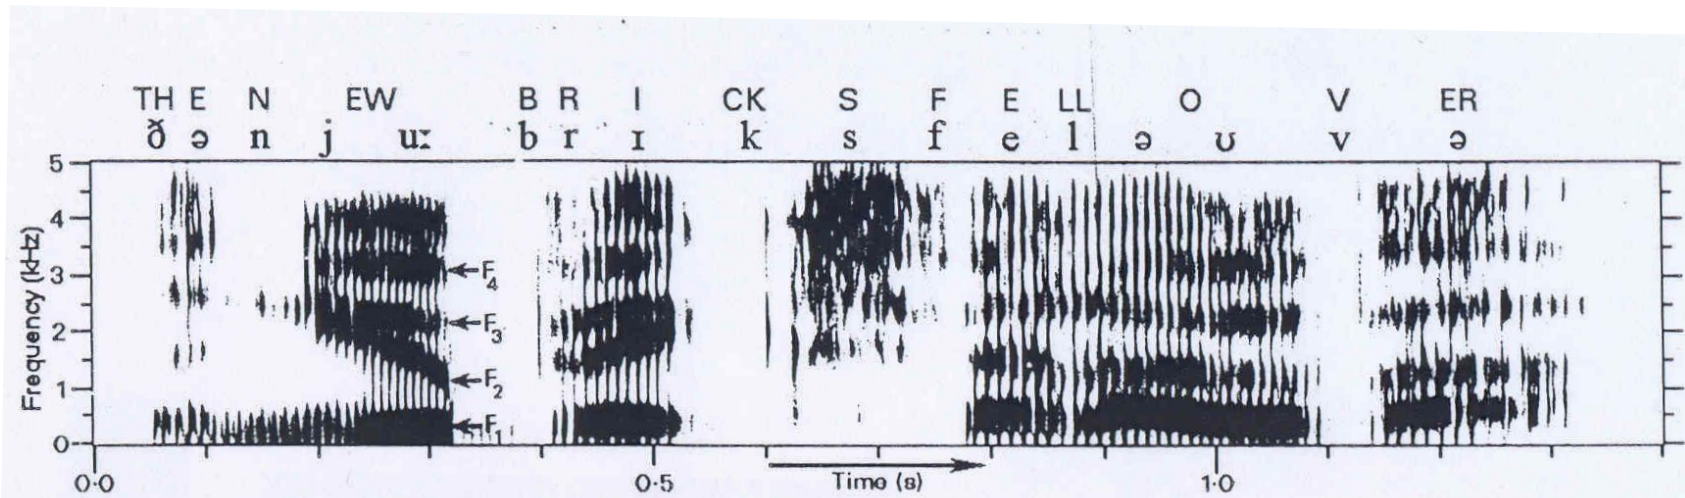 TH E N EW B R I CK S F E LL O V ER
ð ə n j uː b r ɪ k s f e l ə ʊ v ə
5
4
3
2
1
0
Frequency (kHz)
F4
F3
F2
F1
0·0 0·5 1·0
Time (s)